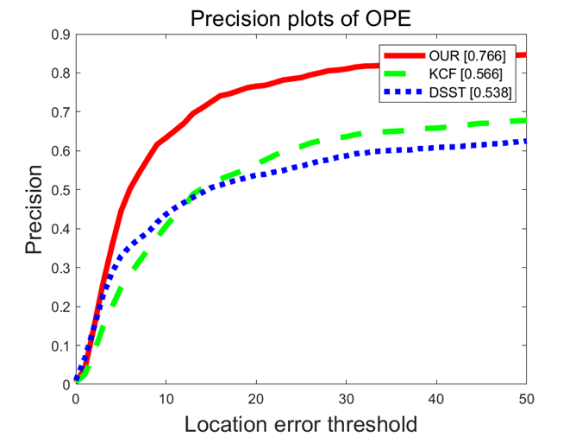 Precision plots of OPE
OUR [0.766]
KCF [0.566]
DSST [0.538]
Precision
0.9
0.8
0.7
0.6
0.5
0.4
0.3
0.2
0.1
0
0 10 20 30 40 50
Location error threshold